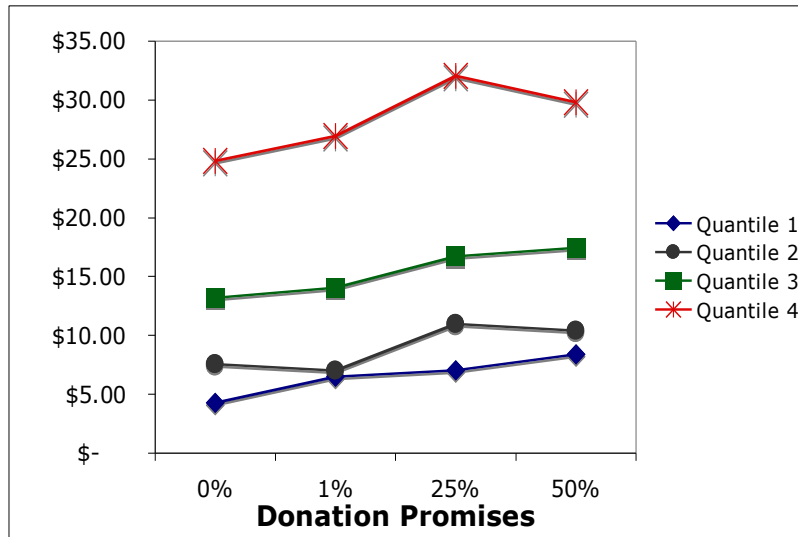 $35.00
$30.00
$25.00
$20.00
$15.00
$10.00
$5.00
$-
0% 1% 25% 50%
Donation Promises
Quantile 1
Quantile 2
Quantile 3
Quantile 4